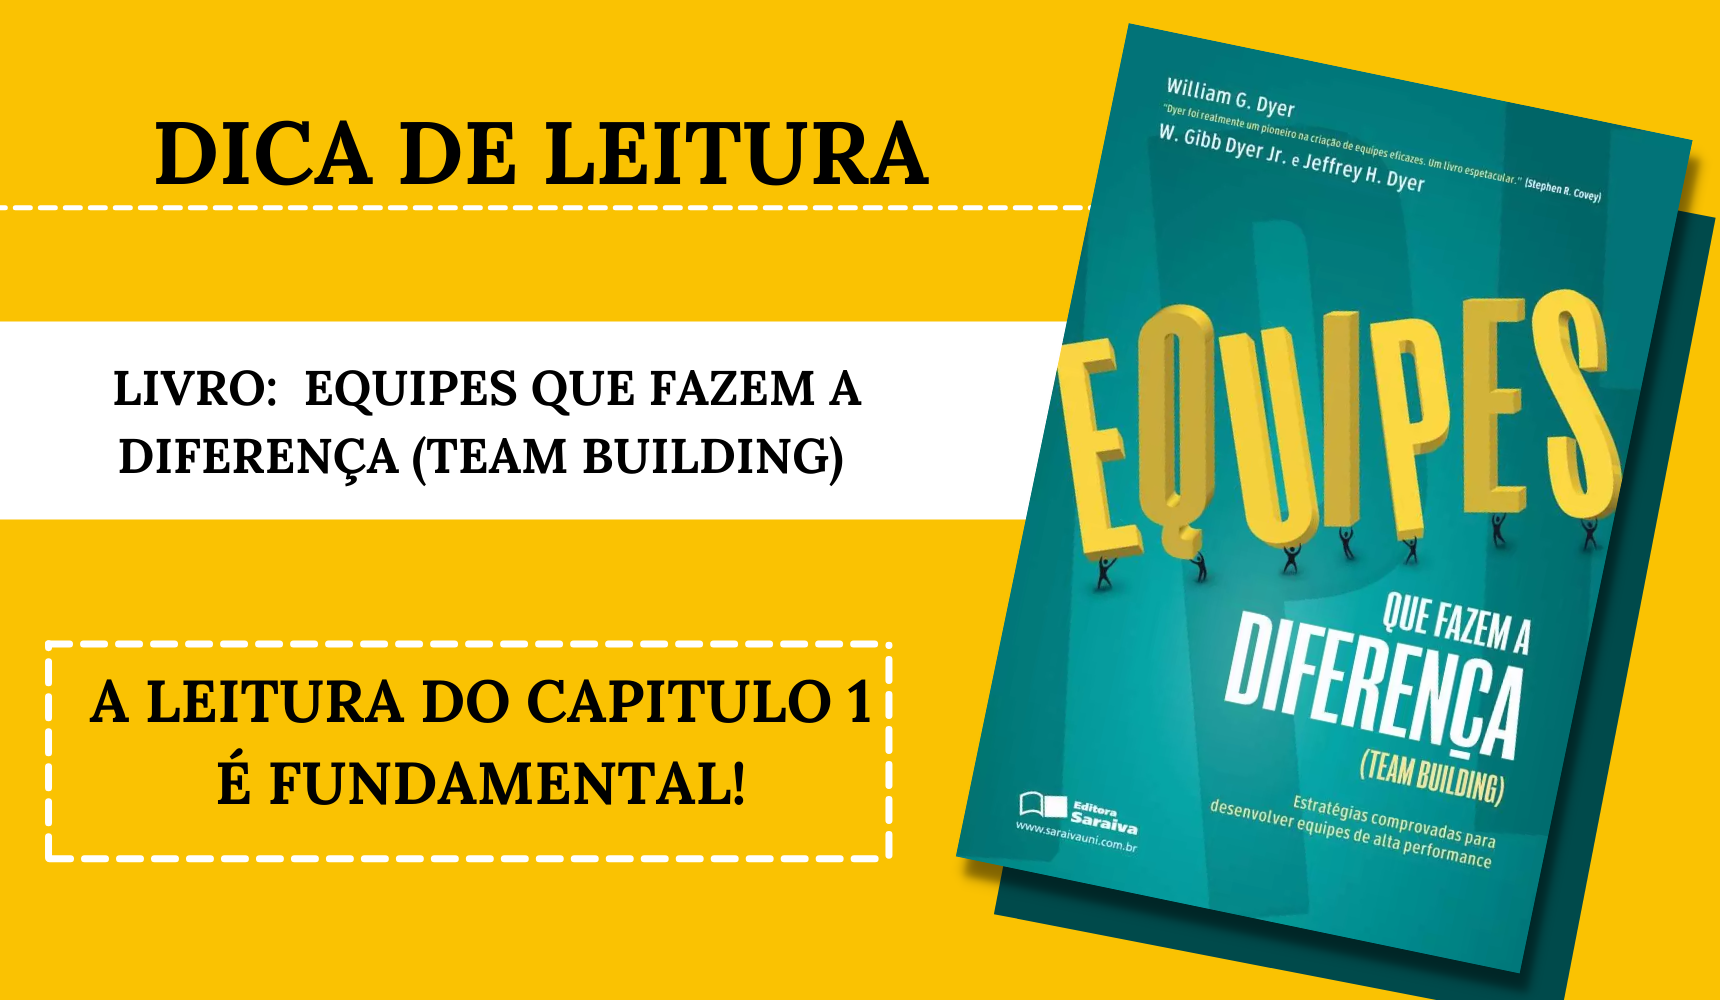 DICA DE LEITURA
LIVRO: EQUIPES QUE FAZEM A
DIFERENÇA (TEAM BUILDING)
A LEITURA DO CAPITULO 1
É FUNDAMENTAL!
William G. Dyer
"Dyer foi realmente um pioneiro na criação de equipes eficazes. Um livro espetacular." (Stephen R. Covey)
W. Gibb Dyer Jr. e Jeffrey H. Dyer
EQUIPES
QUE FAZEM A
DIFERENÇA
(TEAM BUILDING)
Estratégias comprovadas para
desenvolver equipes de alta performance
Editora
Saraiva
www.saraivauni.com.br